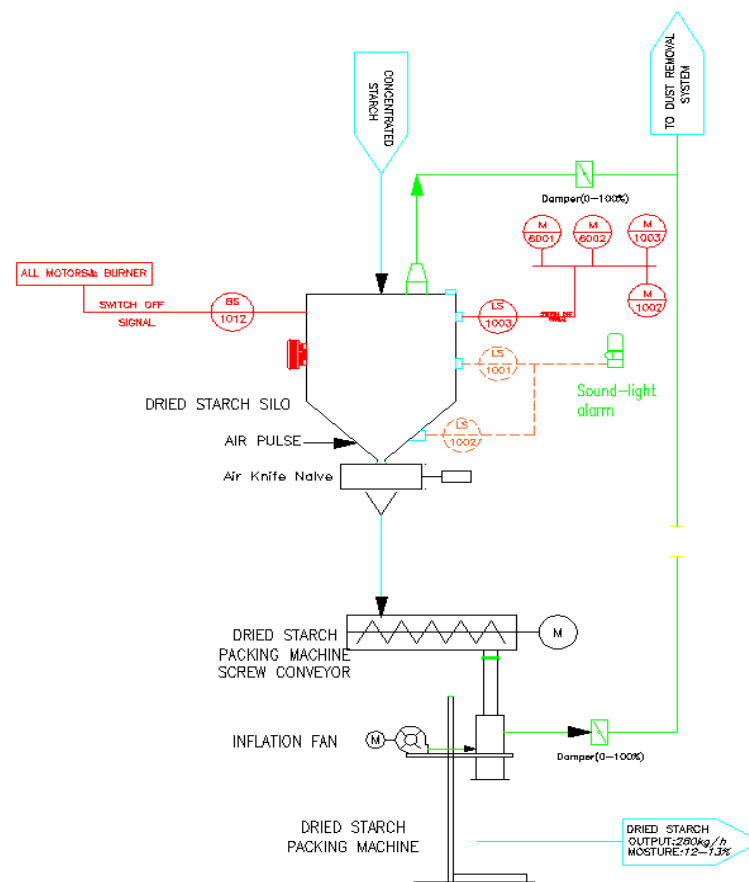 CONCENTRATED
STARCH
TO DUST REMOVAL
SYSTEM
Damper(0-100%)
M
6001
M
6002
M
1003
M
1002
ALL MOTORS& BURNER
SWITCH OFF
SIGNAL
BS
1012
LS
1003
LS
1001
LS
1002
Sound-light
alarm
DRIED STARCH SILO
AIR PULSE
Air Knife Nalve
DRIED STARCH
PACKING MACHINE
SCREW CONVEYOR
M
INFLATION FAN
M
Damper(0-100%)
DRIED STARCH
PACKING MACHINE
DRIED STARCH
OUTPUT:280kg/h
MOSTURE:12-13%